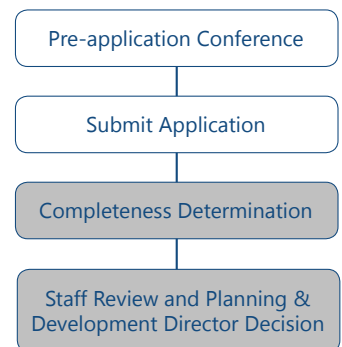 Pre-application Conference
Submit Application
Completeness Determination
Staff Review and Planning &
Development Director Decision